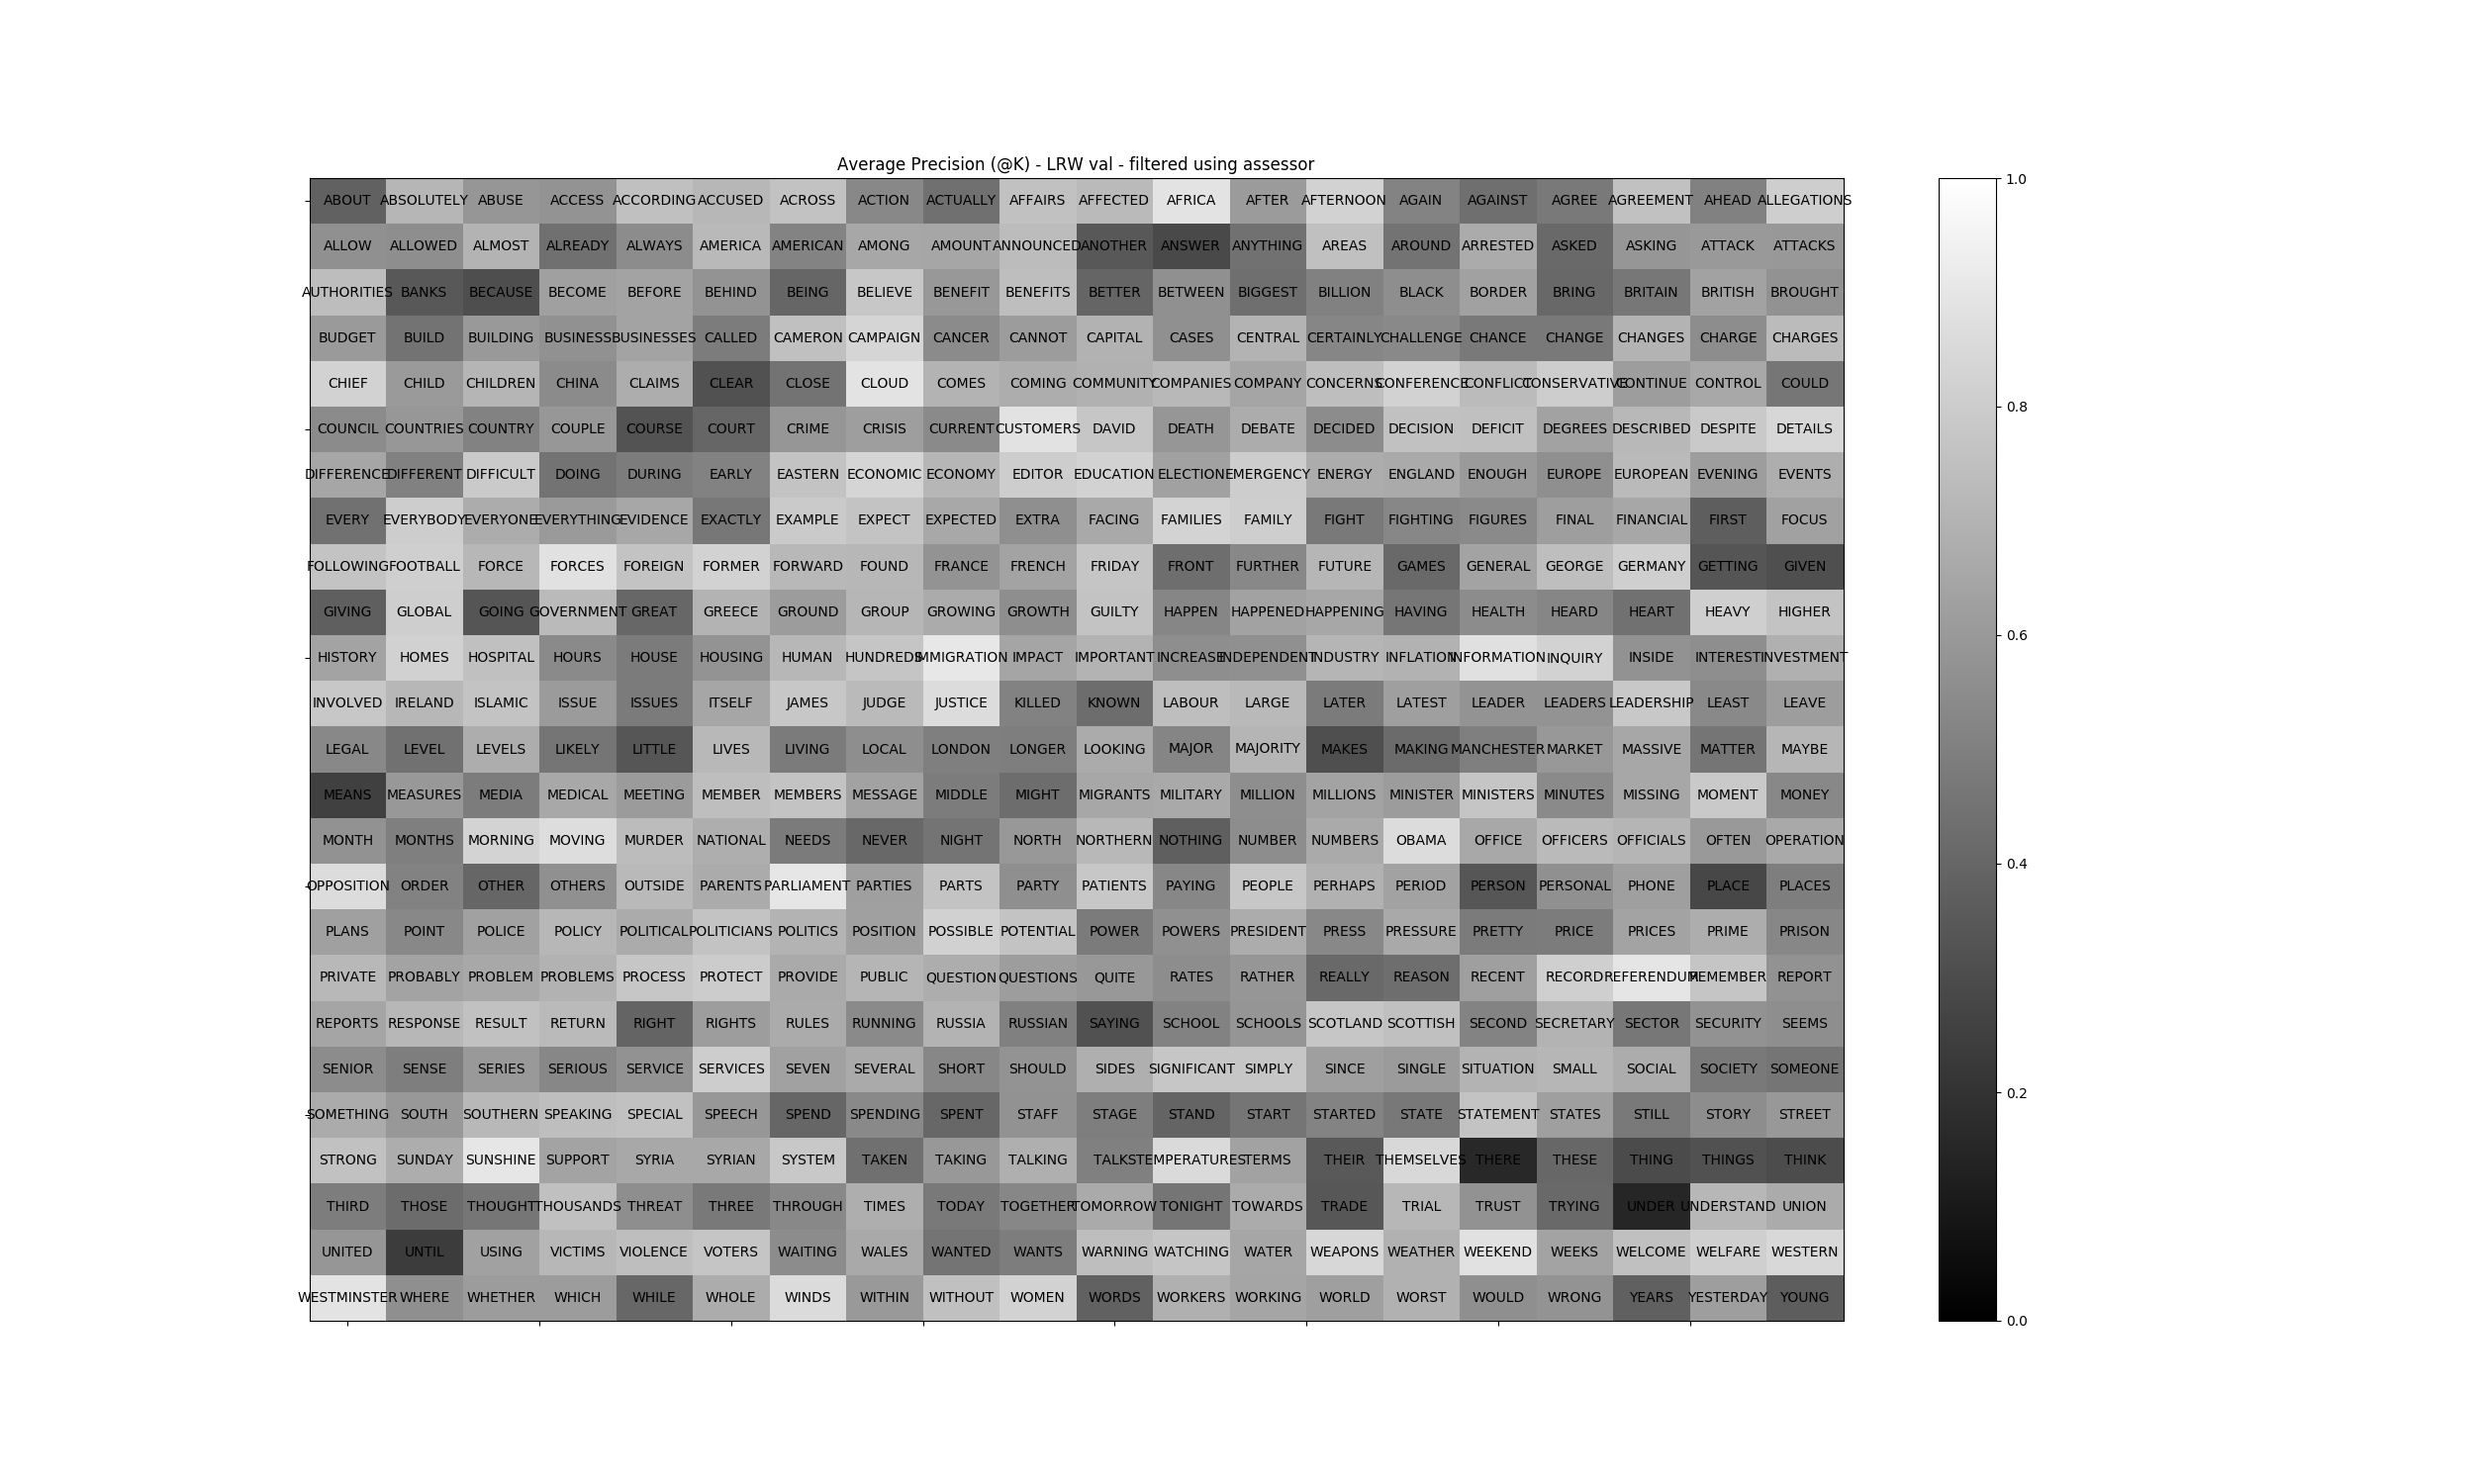 Average Precision (@K) - LRW val - filtered using assessor
ABOUT ABSOLUTELY ABUSE ACCESS ACCORDING ACCUSED ACROSS ACTION ACTUALLY AFFAIRS AFFECTED AFRICA AFTER AFTERNOON AGAIN AGAINST AGREE AGREEMENT AHEAD ALLEGATIONS
ALLOW ALLOWED ALMOST ALREADY ALWAYS AMERICA AMERICAN AMONG AMOUNT ANNOUNCED ANOTHER ANSWER ANYTHING AREAS AROUND ARRESTED ASKED ASKING ATTACK ATTACKS
AUTHORITIES BANKS BECAUSE BECOME BEFORE BEHIND BEING BELIEVE BENEFIT BENEFITS BETTER BETWEEN BIGGEST BILLION BLACK BORDER BRING BRITAIN BRITISH BROUGHT
BUDGET BUILD BUILDING BUSINESS BUSINESSES CALLED CAMERON CAMPAIGN CANCER CANNOT CAPITAL CASES CENTRAL CERTAINLY CHALLENGE CHANCE CHANGE CHANGES CHARGE CHARGES
CHIEF CHILD CHILDREN CHINA CLAIMS CLEAR CLOSE CLOUD COMES COMING COMMUNITY COMPANIES COMPANY CONCERNS CONFERENCE CONFLICT CONSERVATIVE CONTINUE CONTROL COULD
COUNCIL COUNTRIES COUNTRY COUPLE COURSE COURT CRIME CRISIS CURRENT CUSTOMERS DAVID DEATH DEBATE DECIDED DECISION DEFICIT DEGREES DESCRIBED DESPITE DETAILS
DIFFERENCE DIFFERENT DIFFICULT DOING DURING EARLY EASTERN ECONOMIC ECONOMY EDITOR EDUCATION ELECTION EMERGENCY ENERGY ENGLAND ENOUGH EUROPE EUROPEAN EVENING EVENTS
EVERY EVERYBODY EVERYONE EVERYTHING EVIDENCE EXACTLY EXAMPLE EXPECT EXPECTED EXTRA FACING FAMILIES FAMILY FIGHT FIGHTING FIGURES FINAL FINANCIAL FIRST FOCUS
FOLLOWING FOOTBALL FORCE FORCES FOREIGN FORMER FORWARD FOUND FRANCE FRENCH FRIDAY FRONT FURTHER FUTURE GAMES GENERAL GEORGE GERMANY GETTING GIVEN
GIVING GLOBAL GOING GOVERNMENT GREAT GREECE GROUND GROUP GROWING GROWTH GUILTY HAPPEN HAPPENED HAPPENING HAVING HEALTH HEARD HEART HEAVY HIGHER
HISTORY HOMES HOSPITAL HOURS HOUSE HOUSING HUMAN HUNDREDS IMMIGRATION IMPACT IMPORTANT INCREASE INDEPENDENT INDUSTRY INFLATION INFORMATION INQUIRY INSIDE INTEREST INVESTMENT
INVOLVED IRELAND ISLAMIC ISSUE ISSUES ITSELF JAMES JUDGE JUSTICE KILLED KNOWN LABOUR LARGE LATER LATEST LEADER LEADERS LEADERSHIP LEAST LEAVE
LEGAL LEVEL LEVELS LIKELY LITTLE LIVES LIVING LOCAL LONDON LONGER LOOKING MAJOR MAJORITY MAKES MAKING MANCHESTER MARKET MASSIVE MATTER MAYBE
MEANS MEASURES MEDIA MEDICAL MEETING MEMBER MEMBERS MESSAGE MIDDLE MIGHT MIGRANTS MILITARY MILLION MILLIONS MINISTER MINISTERS MINUTES MISSING MOMENT MONEY
MONTH MONTHS MORNING MOVING MURDER NATIONAL NEEDS NEVER NIGHT NORTH NORTHERN NOTHING NUMBER NUMBERS OBAMA OFFICE OFFICERS OFFICIALS OFTEN OPERATION
OPPOSITION ORDER OTHER OTHERS OUTSIDE PARENTS PARLIAMENT PARTIES PARTS PARTY PATIENTS PAYING PEOPLE PERHAPS PERIOD PERSON PERSONAL PHONE PLACE PLACES
PLANS POINT POLICE POLICY POLITICAL POLITICIANS POLITICS POSITION POSSIBLE POTENTIAL POWER POWERS PRESIDENT PRESS PRESSURE PRETTY PRICE PRICES PRIME PRISON
PRIVATE PROBABLY PROBLEM PROBLEMS PROCESS PROTECT PROVIDE PUBLIC QUESTION QUESTIONS QUITE RATES RATHER REALLY REASON RECENT RECORD REFERENDUM REMEMBER REPORT
REPORTS RESPONSE RESULT RETURN RIGHT RIGHTS RULES RUNNING RUSSIA RUSSIAN SAYING SCHOOL SCHOOLS SCOTLAND SCOTTISH SECOND SECRETARY SECTOR SECURITY SEEMS
SENIOR SENSE SERIES SERIOUS SERVICE SERVICES SEVEN SEVERAL SHORT SHOULD SIDES SIGNIFICANT SIMPLY SINCE SINGLE SITUATION SMALL SOCIAL SOCIETY SOMEONE
SOMETHING SOUTH SOUTHERN SPEAKING SPECIAL SPEECH SPEND SPENDING SPENT STAFF STAGE STAND START STARTED STATE STATEMENT STATES STILL STORY STREET
STRONG SUNDAY SUNSHINE SUPPORT SYRIA SYRIAN SYSTEM TAKEN TAKING TALKING TALKS TEMPERATURES TERMS THEIR THEMSELVES THERE THESE THING THINGS THINK
THIRD THOSE THOUGHT THOUSANDS THREAT THREE THROUGH TIMES TODAY TOGETHER TOMORROW TONIGHT TOWARDS TRADE TRIAL TRUST TRYING UNDER UNDERSTAND UNION
UNITED UNTIL USING VICTIMS VIOLENCE VOTERS WAITING WALES WANTED WANTS WARNING WATCHING WATER WEAPONS WEATHER WEEKEND WEEKS WELCOME WELFARE WESTERN
WESTMINSTER WHERE WHETHER WHICH WHILE WHOLE WINDS WITHIN WITHOUT WOMEN WORDS WORKERS WORKING WORLD WORST WOULD WRONG YEARS YESTERDAY YOUNG
1.0
0.8
0.6
0.4
0.2
0.0